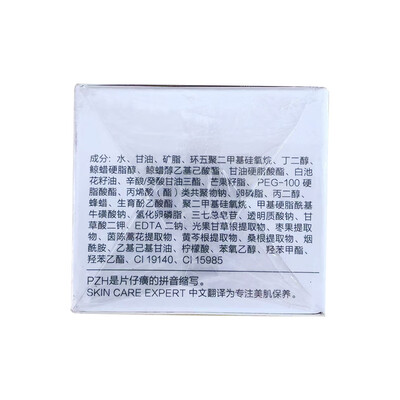 成分:水、甘油、矿脂、环五聚二甲基硅氧烷、丁二醇、
鲸蜡硬脂醇、鲸蜡醇乙基己酸酯、甘油硬脂酸酯、白池
花籽油、辛酸/癸酸甘油三酯、芒果籽脂、PEG-100 硬
脂酸酯、丙烯酸(酯)类共聚物钠、卵磷脂、丙二醇、
蜂蜡、生育酚乙酸酯、聚二甲基硅氧烷、甲基硬脂酰基
牛磺酸钠、氢化卵磷脂、三七总皂苷、透明质酸钠、甘
草酸二钾、EDTA 二钠、光果甘草根提取物、枣果提取
物、茵陈蒿花提取物、黄芩根提取物、桑根提取物、烟
酰胺、乙基己基甘油、柠檬酸、苯氧乙醇、羟苯甲酯、
羟苯乙酯、CI 19140、CI 15985
PZH是片仔癀的拼音缩写。
SKIN CARE EXPERT 中文翻译为专注美肌保养。